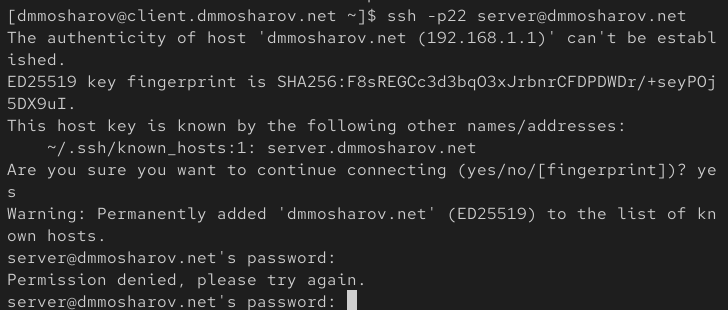 [dmmosharov@client.dmmosharov.net ~]$ ssh -p22 server@dmmosharov.net
The authenticity of host 'dmmosharov.net (192.168.1.1)' can't be establ
ished.
ED25519 key fingerprint is SHA256:F8sREGCc3d3bqO3xJrbnrCFDPDWDr/+seyPOj
5DX9uI.
This host key is known by the following other names/addresses:
    ~/.ssh/known_hosts:1: server.dmmosharov.net
Are you sure you want to continue connecting (yes/no/[fingerprint])? ye
s
Warning: Permanently added 'dmmosharov.net' (ED25519) to the list of kn
own hosts.
server@dmmosharov.net's password:
Permission denied, please try again.
server@dmmosharov.net's password: